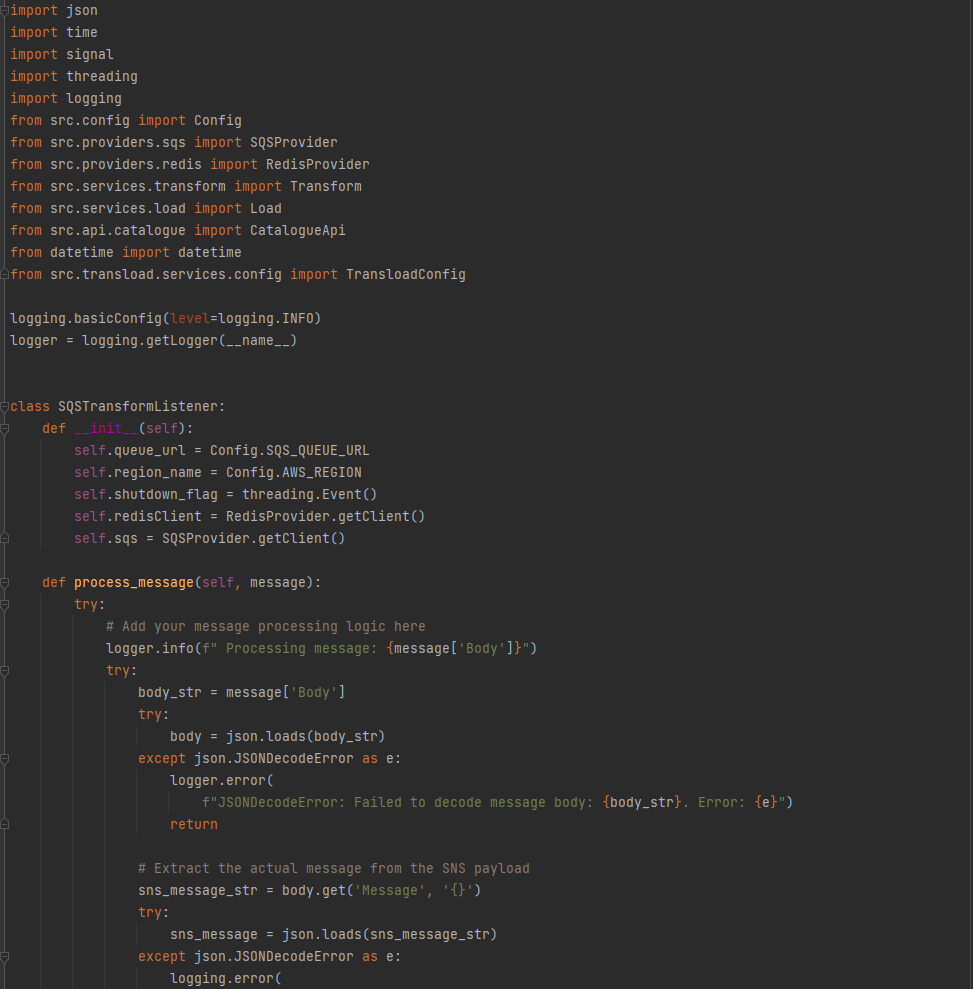 import json
import time
import signal
import threading
import logging
from src.config import Config
from src.providers.sqs import SQSProvider
from src.providers.redis import RedisProvider
from src.services.transform import Transform
from src.services.load import Load
from src.api.catalogue import CatalogueApi
from datetime import datetime
from src.transload.services.config import TransloadConfig

logging.basicConfig(level=logging.INFO)
logger = logging.getLogger(__name__)


class SQSTransformListener:
    def __init__(self):
        self.queue_url = Config.SQS_QUEUE_URL
        self.region_name = Config.AWS_REGION
        self.shutdown_flag = threading.Event()
        self.redisClient = RedisProvider.getClient()
        self.sqs = SQSProvider.getClient()

    def process_message(self, message):
        try:
            # Add your message processing logic here
            logger.info(f" Processing message: {message['Body']}")
            try:
                body_str = message['Body']
                try:
                    body = json.loads(body_str)
                except json.JSONDecodeError as e:
                    logger.error(
                        f"JSONDecodeError: Failed to decode message body: {body_str}. Error: {e}")
                    return

                # Extract the actual message from the SNS payload
                sns_message_str = body.get('Message', '{}')
                try:
                    sns_message = json.loads(sns_message_str)
                except json.JSONDecodeError as e:
                    logging.error(